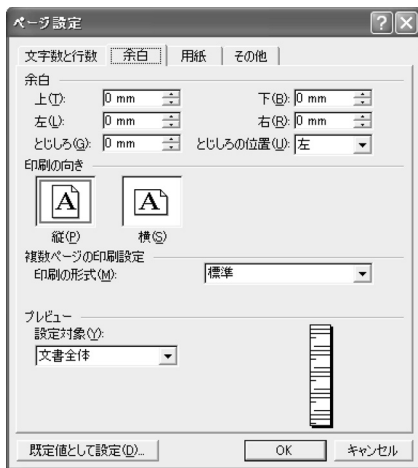 ページ設定
文字数と行数 余白 用紙 その他
余白
上(T): 0 mm 下(B): 0 mm
左(L): 0 mm 右(R): 0 mm
とじしろ(G): 0 mm とじしろの位置(U): 左
印刷の向き
A A
縦(P) 横(S)
複数ページの印刷設定
印刷の形式(M): 標準
プレビュー
設定対象(Y):
文書全体
既定値として設定(D)... OK キャンセル